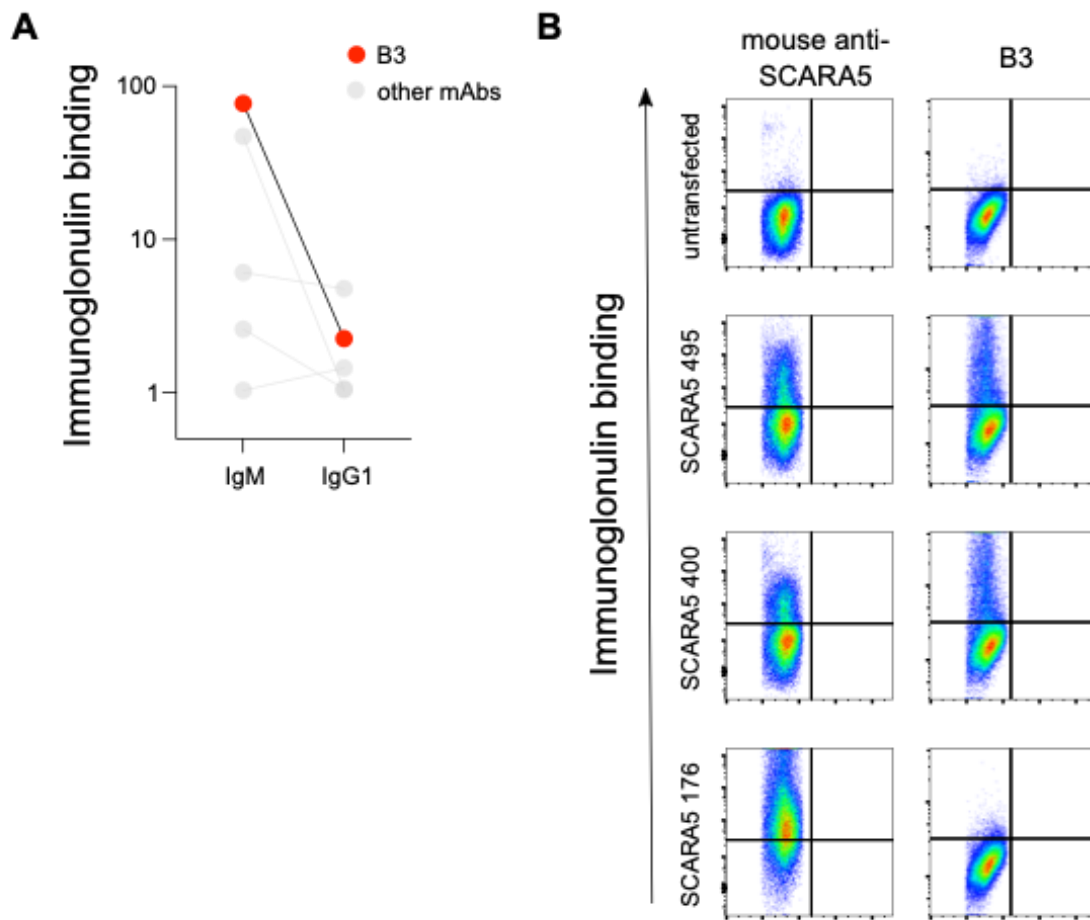 A
B3
other mAbs
Immunoglonulin binding
100
10
1
IgM
IgG1
B
mouse anti-
SCARA5
B3
Immunoglonulin binding
untransfected
SCARA5 495
SCARA5 400
SCARA5 176